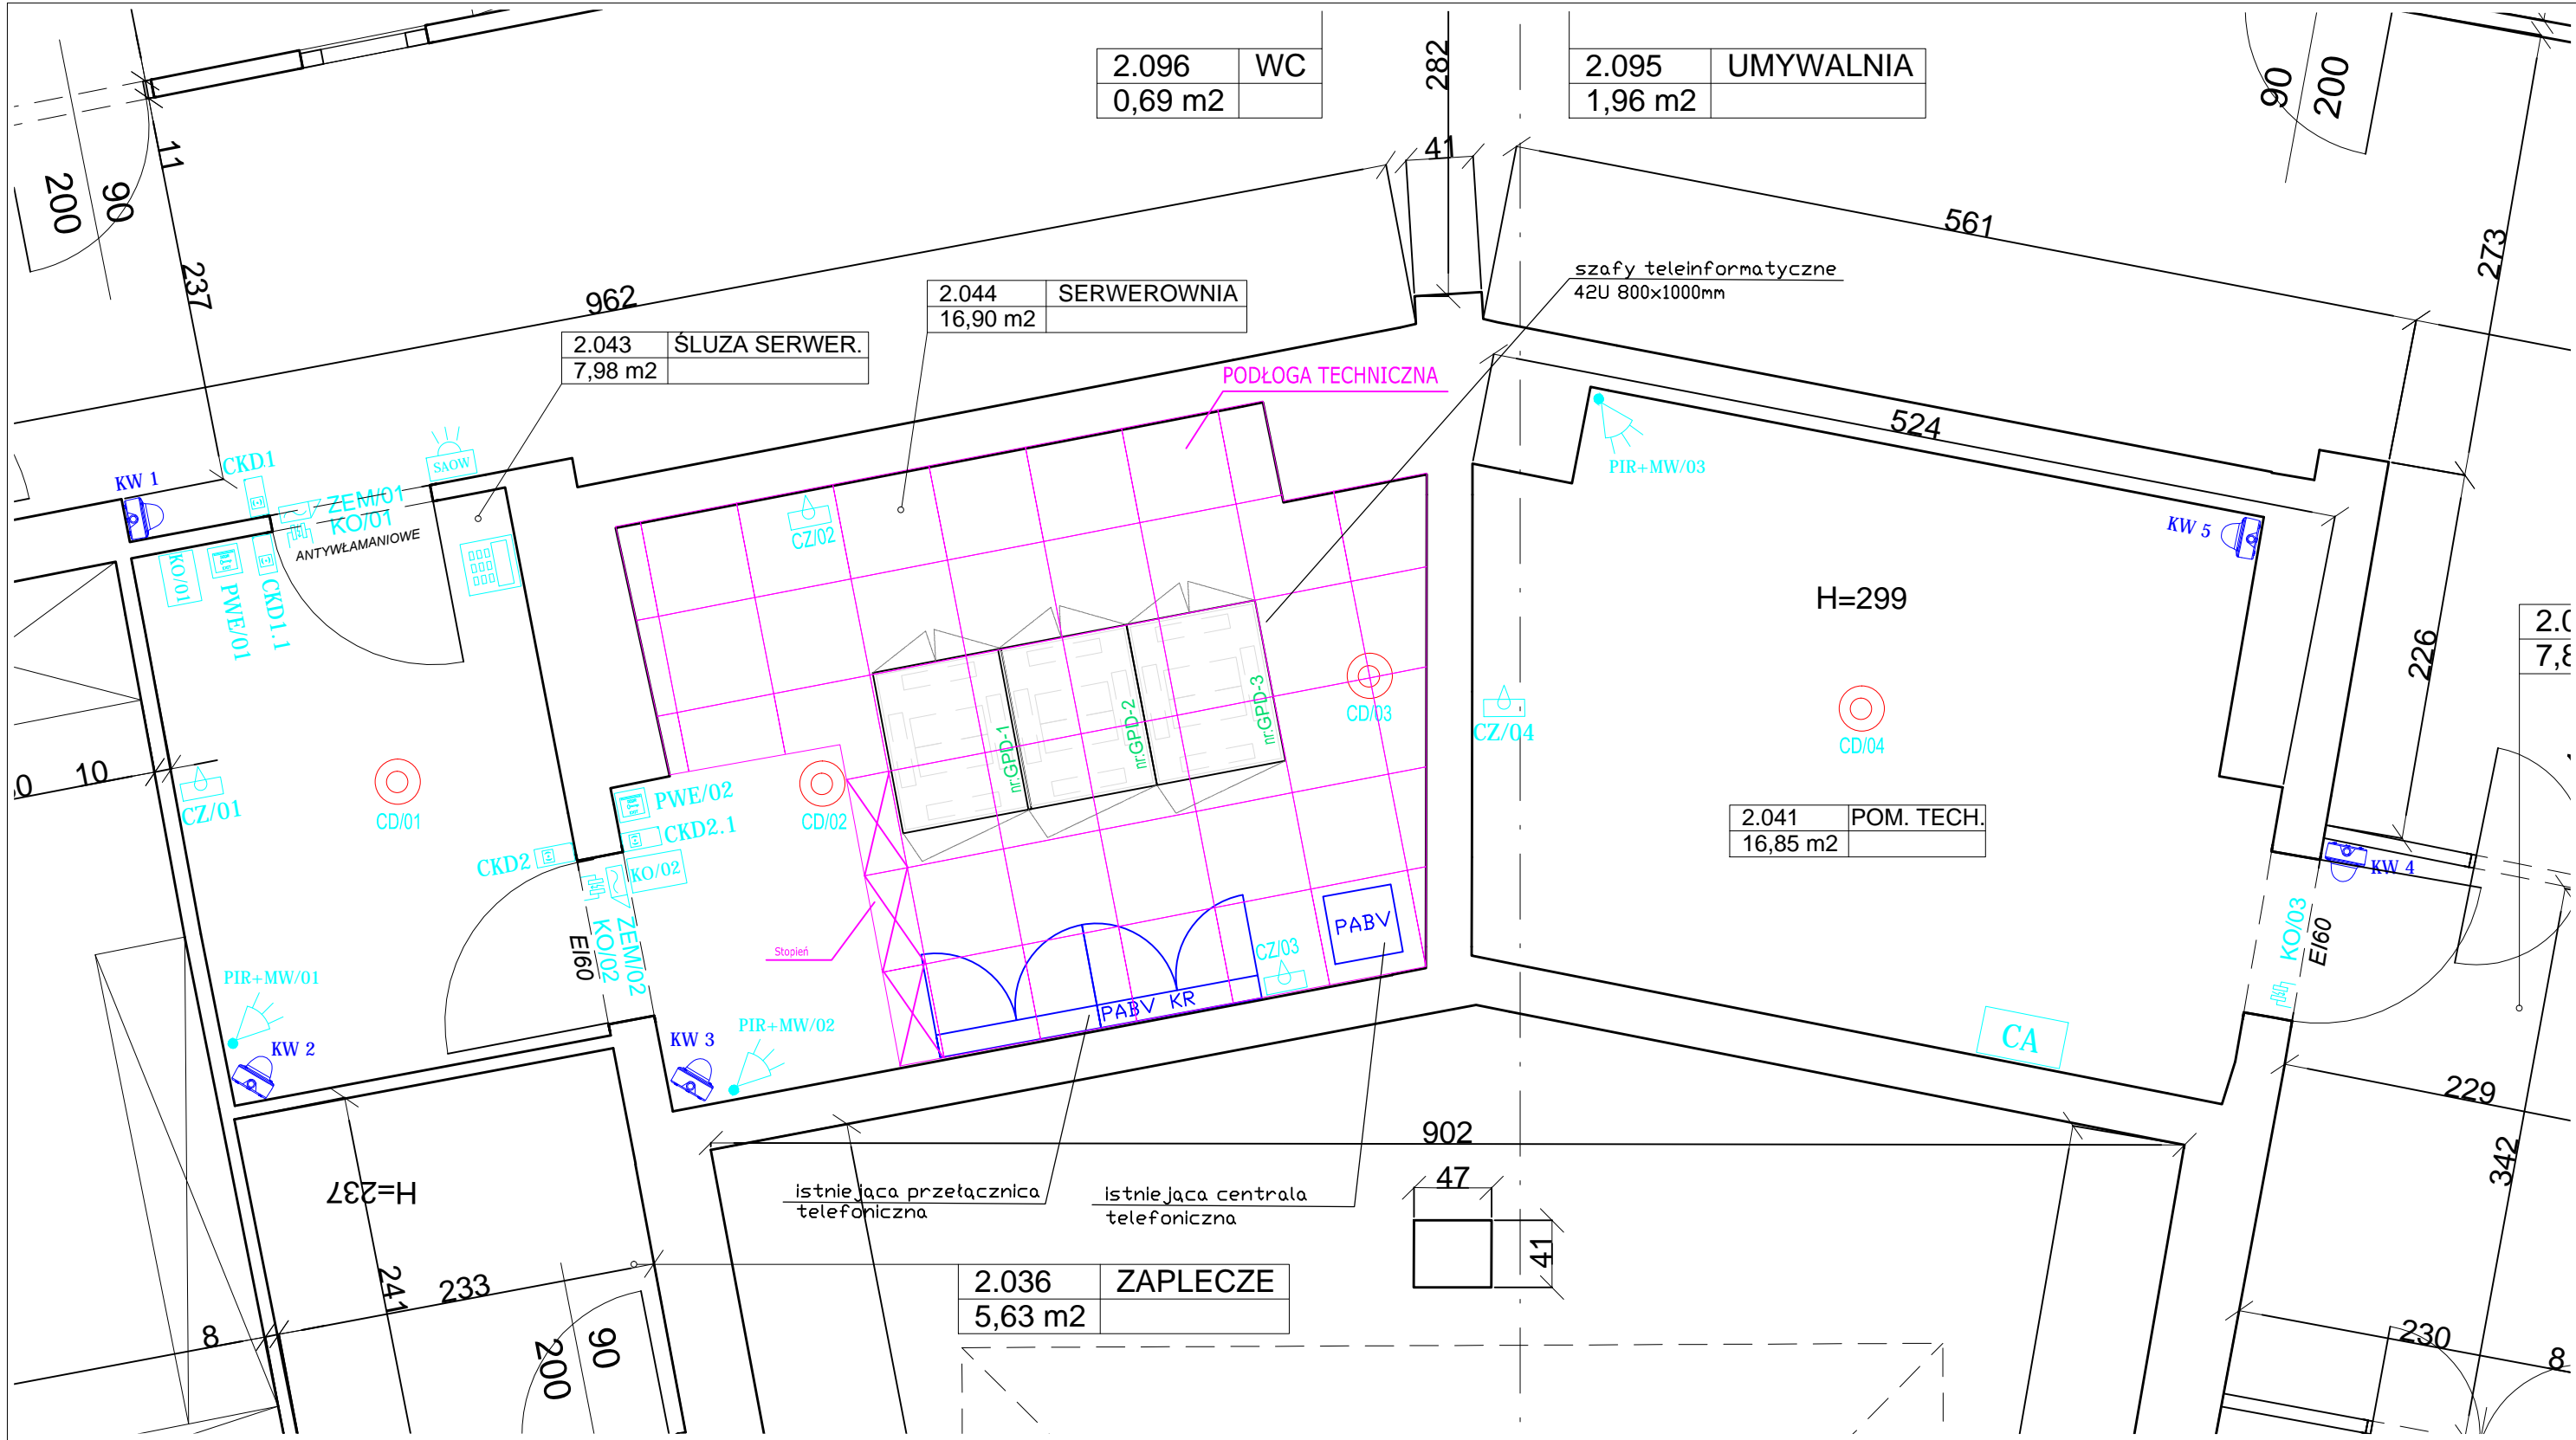 2.096 WC
0,69 m2
282
2.095 UMYWALNIA
1,96 m2
90
200
11
200
90
237
41
561
273
962
szafy teleinformatyczne
42U 800x1000mm
2.044 SERWEROWNIA
16,90 m2
2.043 ŚLUZA SERWER.
7,98 m2
PODŁOGA TECHNICZNA
524
KW 1
CKD.1
SAOW
ZEM/01
KO/01
ANTYWŁAMANIOWE
KO/01
PWE/01
CKD1.1
CZ/02
PIR+MW/03
KW 5
H=299
226
nr.GPD-1
nr.GPD-2
nr.GPD-3
CD/03
CZ/04
CD/04
10
CZ/01
CD/01
PWE/02
CKD2.1
CD/02
2.041 POM. TECH.
16,85 m2
CKD2
KO/02
KW 4
EI60
KO/02
ZEM/02
Stopień
CZ/03
PABV
KO/03
EI60
PIR+MW/01
KW 2
KW 3
PIR+MW/02
PABV KR
CA
229
902
342
H=237
istniejąca przełącznica
telefoniczna
istniejąca centrala
telefoniczna
47
41
241
233
2.036 ZAPLECZE
5,63 m2
8
200
90
230
8